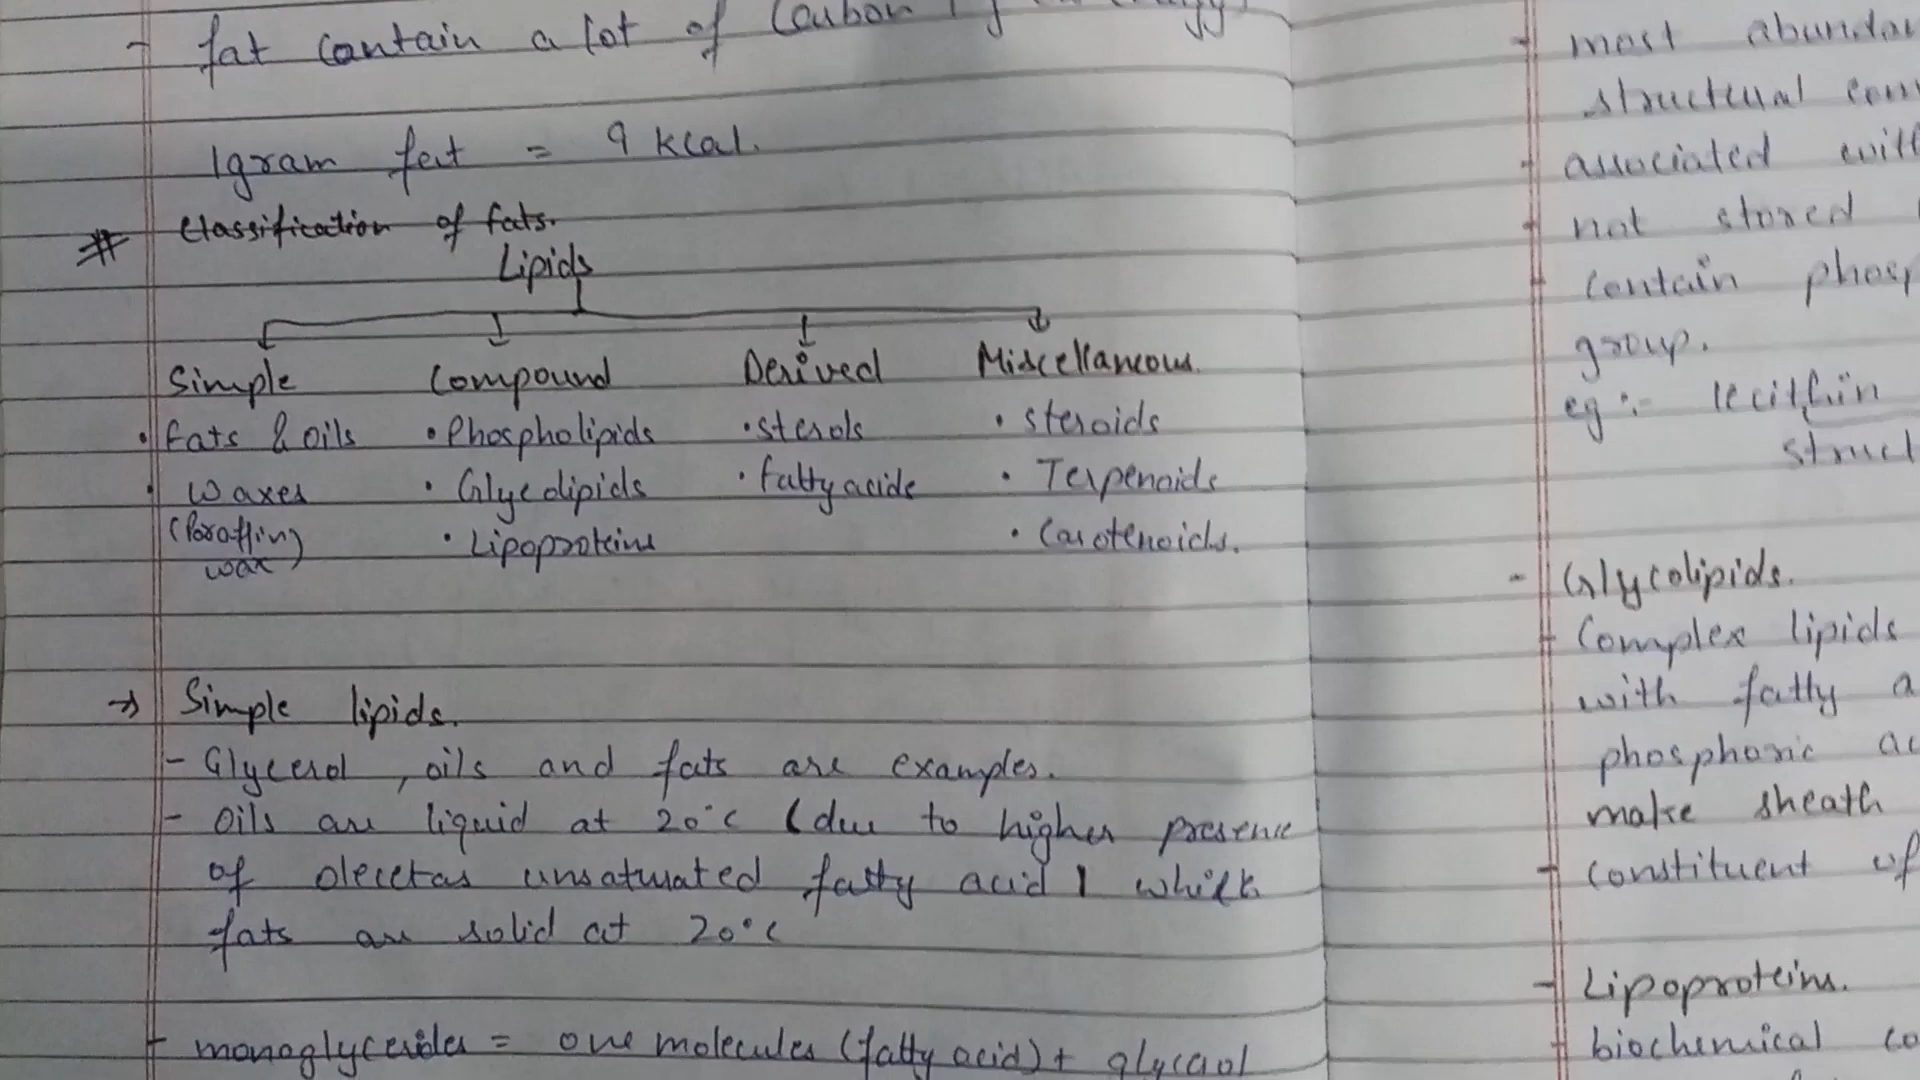 - fat contain a lot of Carbon
1gram fat = 9 kcal.
# Classification of fats.
Lipids
Simple Compound Derived Miscellaneous.
• fats & oils • Phospholipids • sterols • steroids
• waxes • Glycolipids • fatty acids • Terpenoids
(Paraffin) • Lipoproteins • Carotenoids.
wax
→ Simple lipids.
- Glycerol, oils and fats are examples.
- Oils are liquid at 20°C (due to higher presence
of unsaturated fatty acid) while
fats are solid at 20°C
- monoglycerides = one molecules (fatty acid) + glycerol
- most
structural
- associated
- not stored
- contain
group.
eg :- lecithin
- Glycolipids.
- Complex lipids
with fatty
phosphoric
make sheath
- constituent of
- Lipoproteins.
- biochemical